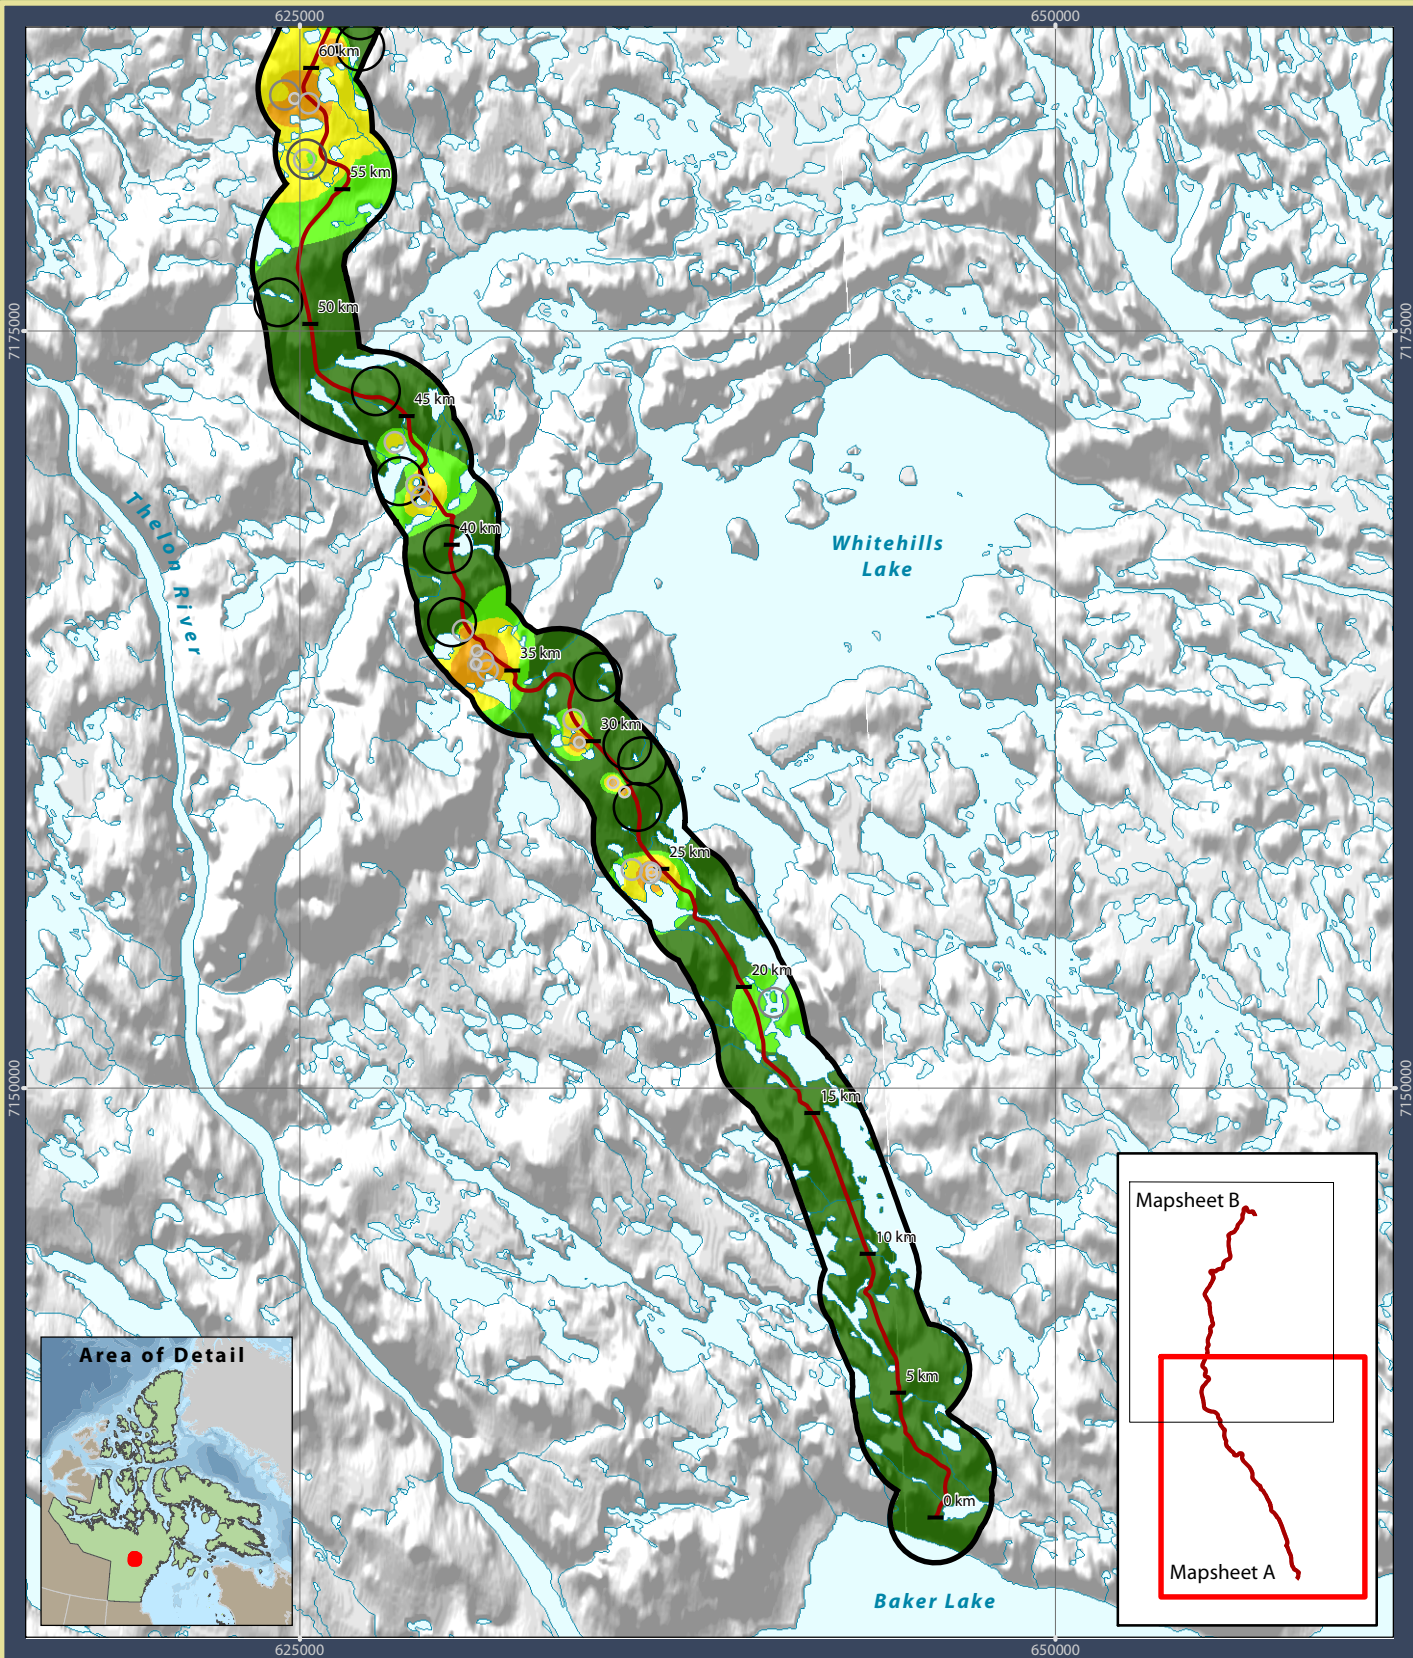 625000
650000
60 km
55 km
50 km
7175000
7175000
45 km
Thelon River
40 km
Whitehills
Lake
35 km
30 km
25 km
20 km
7150000
7150000
15 km
Mapsheet B
10 km
Area of Detail
5 km
0 km
Mapsheet A
Baker Lake
625000
650000